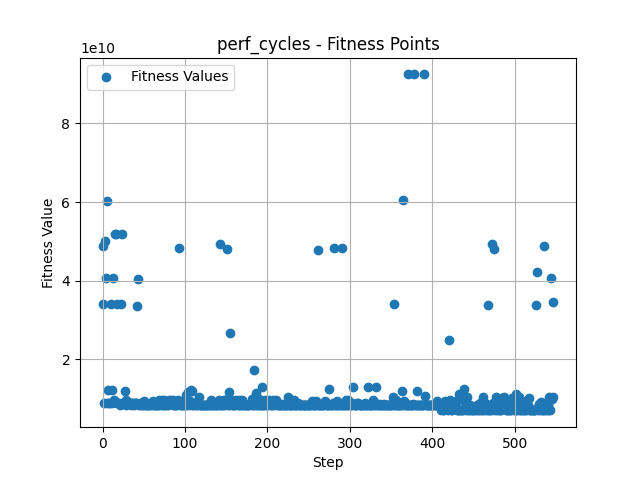 perf_cycles - Fitness Points
1e10
Fitness Values
8
6
4
2
Fitness Value
0 100 200 300 400 500
Step